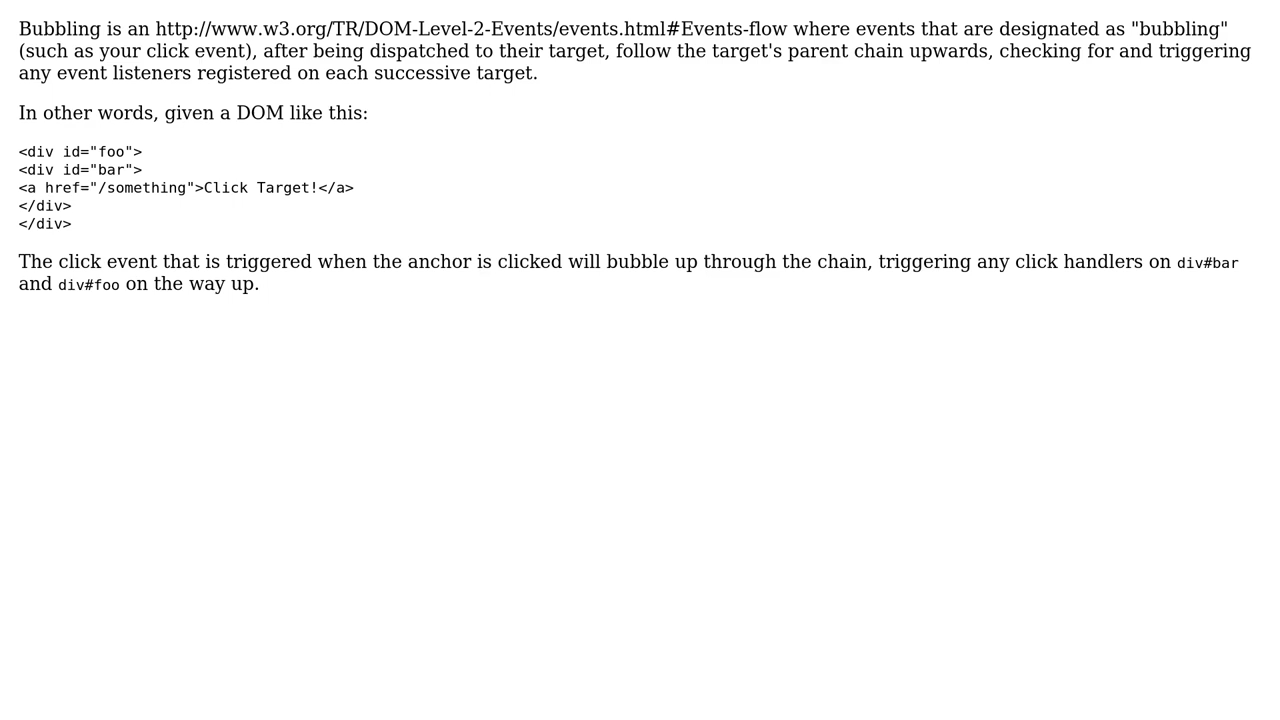 Bubbling is an http://www.w3.org/TR/DOM-Level-2-Events/events.html#Events-flow where events that are designated as "bubbling"
(such as your click event), after being dispatched to their target, follow the target's parent chain upwards, checking for and triggering
any event listeners registered on each successive target.
In other words, given a DOM like this:
<div id="foo">
<div id="bar">
<a href="/something">Click Target!</a>
</div>
</div>
The click event that is triggered when the anchor is clicked will bubble up through the chain, triggering any click handlers on div#bar
and div#foo on the way up.